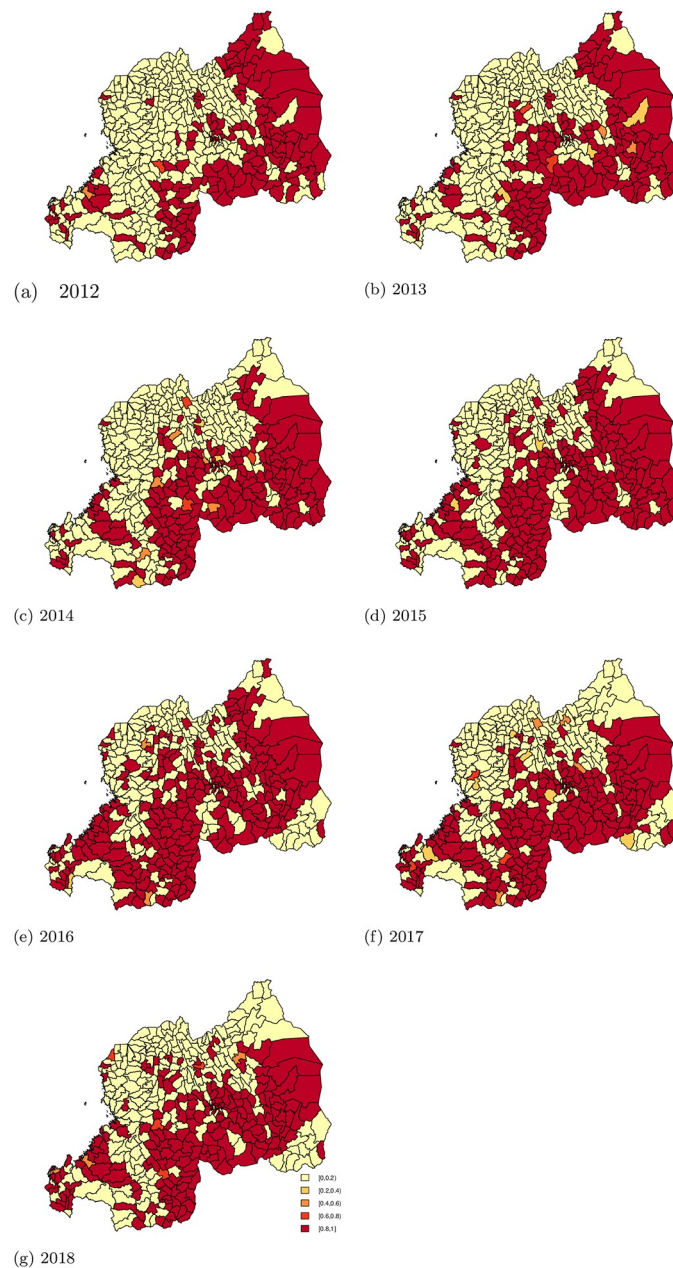 (a) 2012
(b) 2013
(c) 2014
(d) 2015
(e) 2016
(f) 2017
[0,0.2)
[0.2,0.4)
[0.4,0.6)
[0.6,0.8)
[0.8,1]
(g) 2018